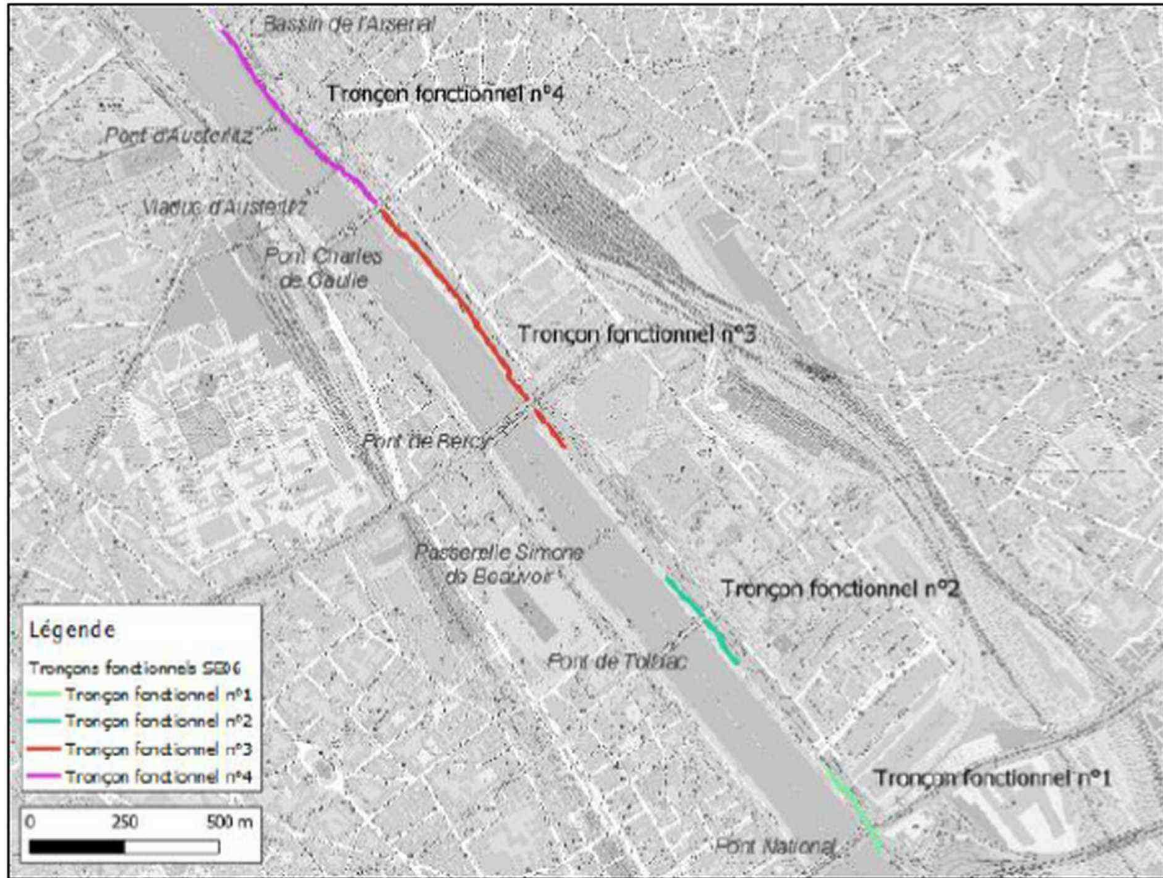 Bassin de l'Arsenal
Tronçon fonctionnel n°4
Pont d'Austerlitz
Viaduc d'Austerlitz
Pont Charles
de Gaulle
Tronçon fonctionnel n°3
Pont de Bercy
Passerelle Simone
de Beauvoir
Tronçon fonctionnel n°2
Pont de Tolbiac
Légende
Tronçons fonctionnels SE06
Tronçon fonctionnel n°1
Tronçon fonctionnel n°2
Tronçon fonctionnel n°3
Tronçon fonctionnel n°4
Tronçon fonctionnel n°1
0 250 500 m
Pont National